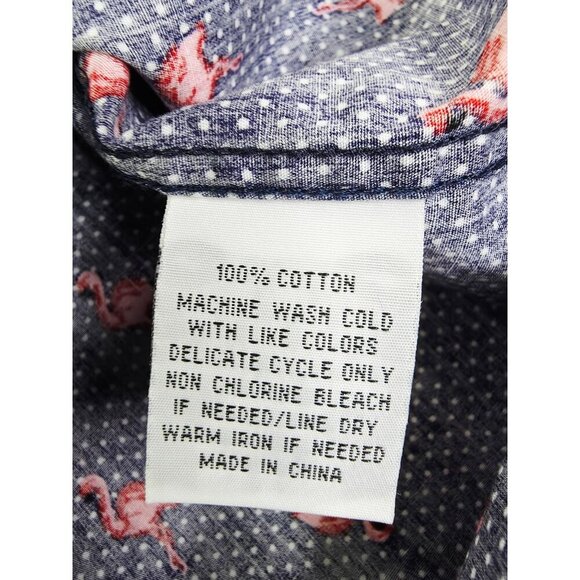 100% COTTON
MACHINE WASH COLD
WITH LIKE COLORS
DELICATE CYCLE ONLY
NON CHLORINE BLEACH
IF NEEDED/LINE DRY
WARM IRON IF NEEDED
MADE IN CHINA